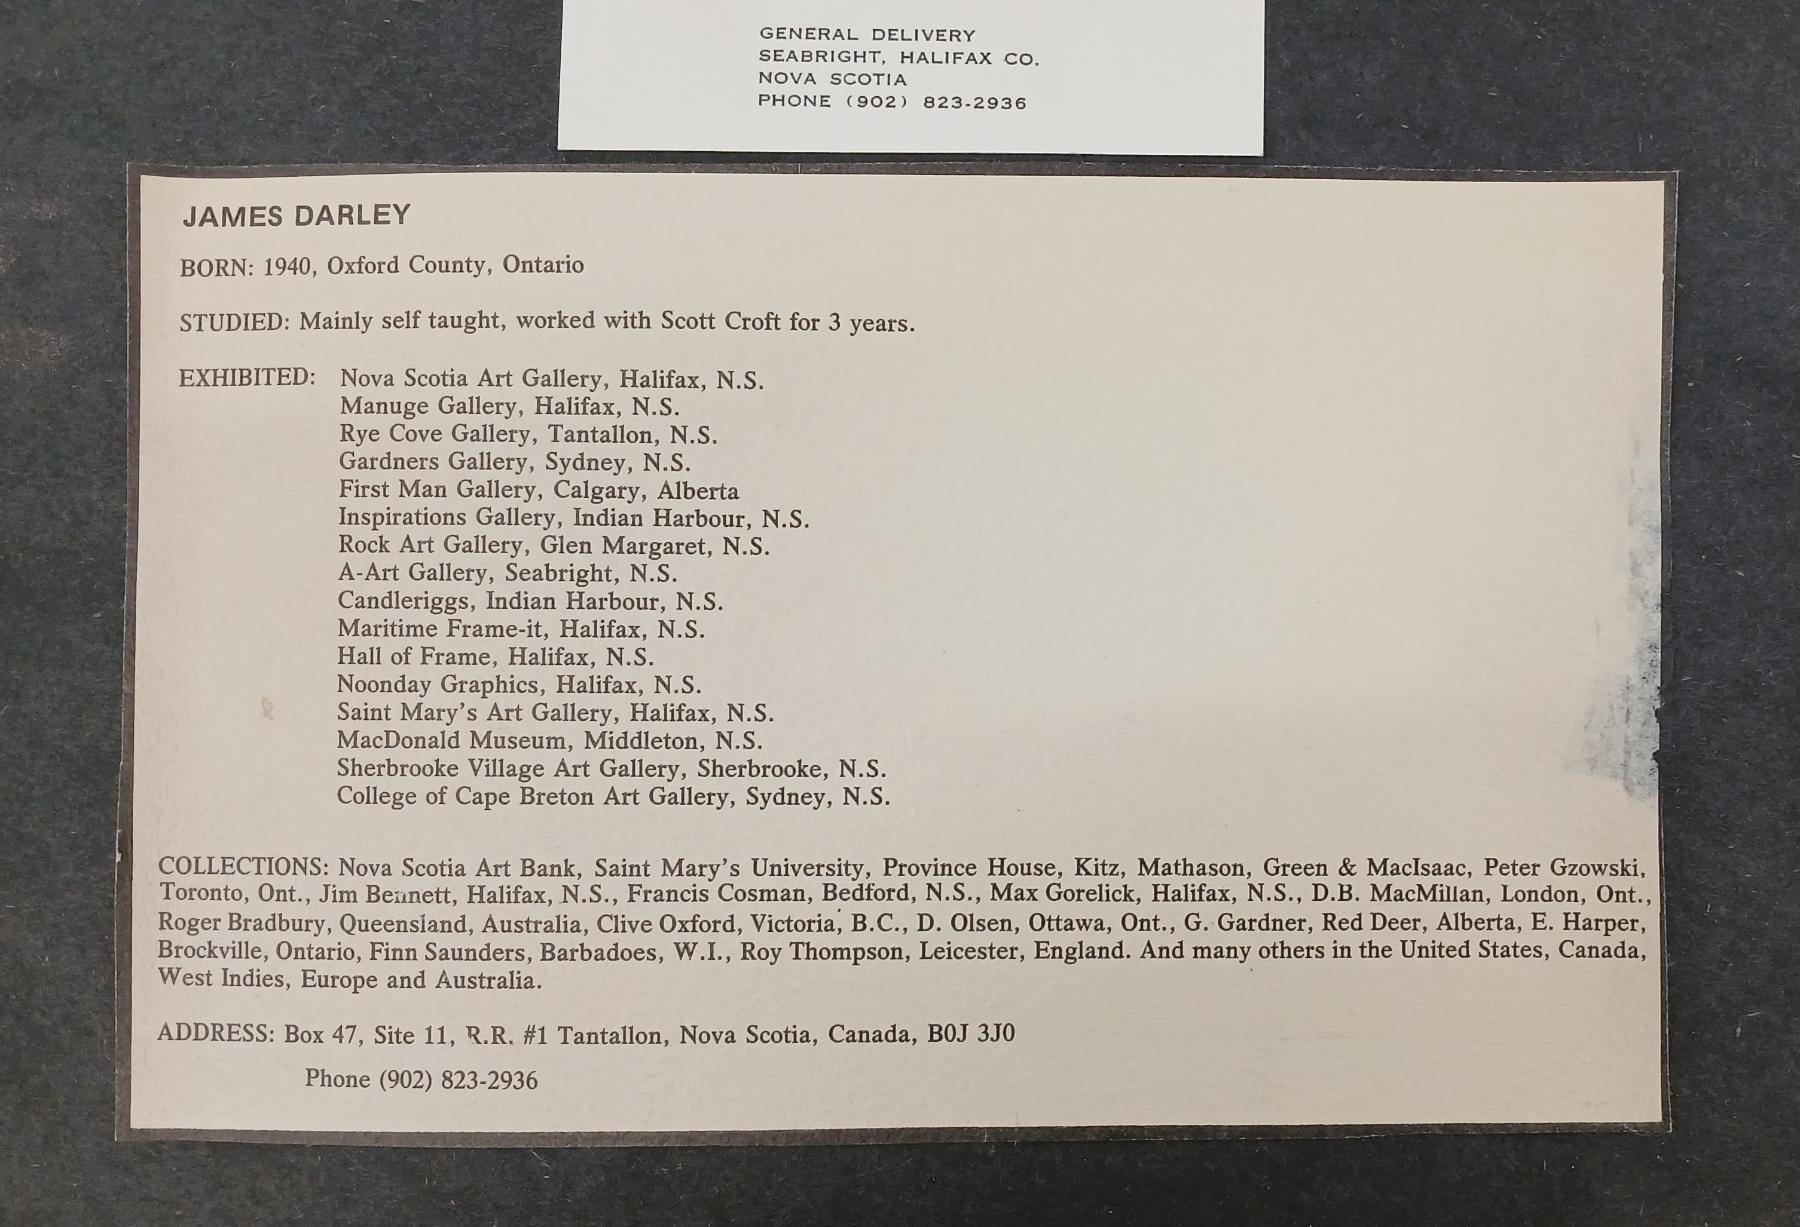 GENERAL DELIVERY
SEABRIGHT, HALIFAX CO.
NOVA SCOTIA
PHONE (902) 823-2936
JAMES DARLEY
BORN: 1940, Oxford County, Ontario
STUDIED: Mainly self taught, worked with Scott Croft for 3 years.
EXHIBITED: Nova Scotia Art Gallery, Halifax, N.S.
Manuge Gallery, Halifax, N.S.
Rye Cove Gallery, Tantallon, N.S.
Gardners Gallery, Sydney, N.S.
First Man Gallery, Calgary, Alberta
Inspirations Gallery, Indian Harbour, N.S.
Rock Art Gallery, Glen Margaret, N.S.
A-Art Gallery, Seabright, N.S.
Candleriggs, Indian Harbour, N.S.
Maritime Frame-it, Halifax, N.S.
Hall of Frame, Halifax, N.S.
Noonday Graphics, Halifax, N.S.
Saint Mary's Art Gallery, Halifax, N.S.
MacDonald Museum, Middleton, N.S.
Sherbrooke Village Art Gallery, Sherbrooke, N.S.
College of Cape Breton Art Gallery, Sydney, N.S.
COLLECTIONS: Nova Scotia Art Bank, Saint Mary's University, Province House, Kitz, Mathason, Green & MacIsaac, Peter Gzowski,
Toronto, Ont., Jim Bennett, Halifax, N.S., Francis Cosman, Bedford, N.S., Max Gorelick, Halifax, N.S., D.B. MacMillan, London, Ont.,
Roger Bradbury, Queensland, Australia, Clive Oxford, Victoria, B.C., D. Olsen, Ottawa, Ont., G. Gardner, Red Deer, Alberta, E. Harper,
Brockville, Ontario, Finn Saunders, Barbadoes, W.I., Roy Thompson, Leicester, England. And many others in the United States, Canada,
West Indies, Europe and Australia.
ADDRESS: Box 47, Site 11, R.R. #1 Tantallon, Nova Scotia, Canada, B0J 3J0
Phone (902) 823-2936